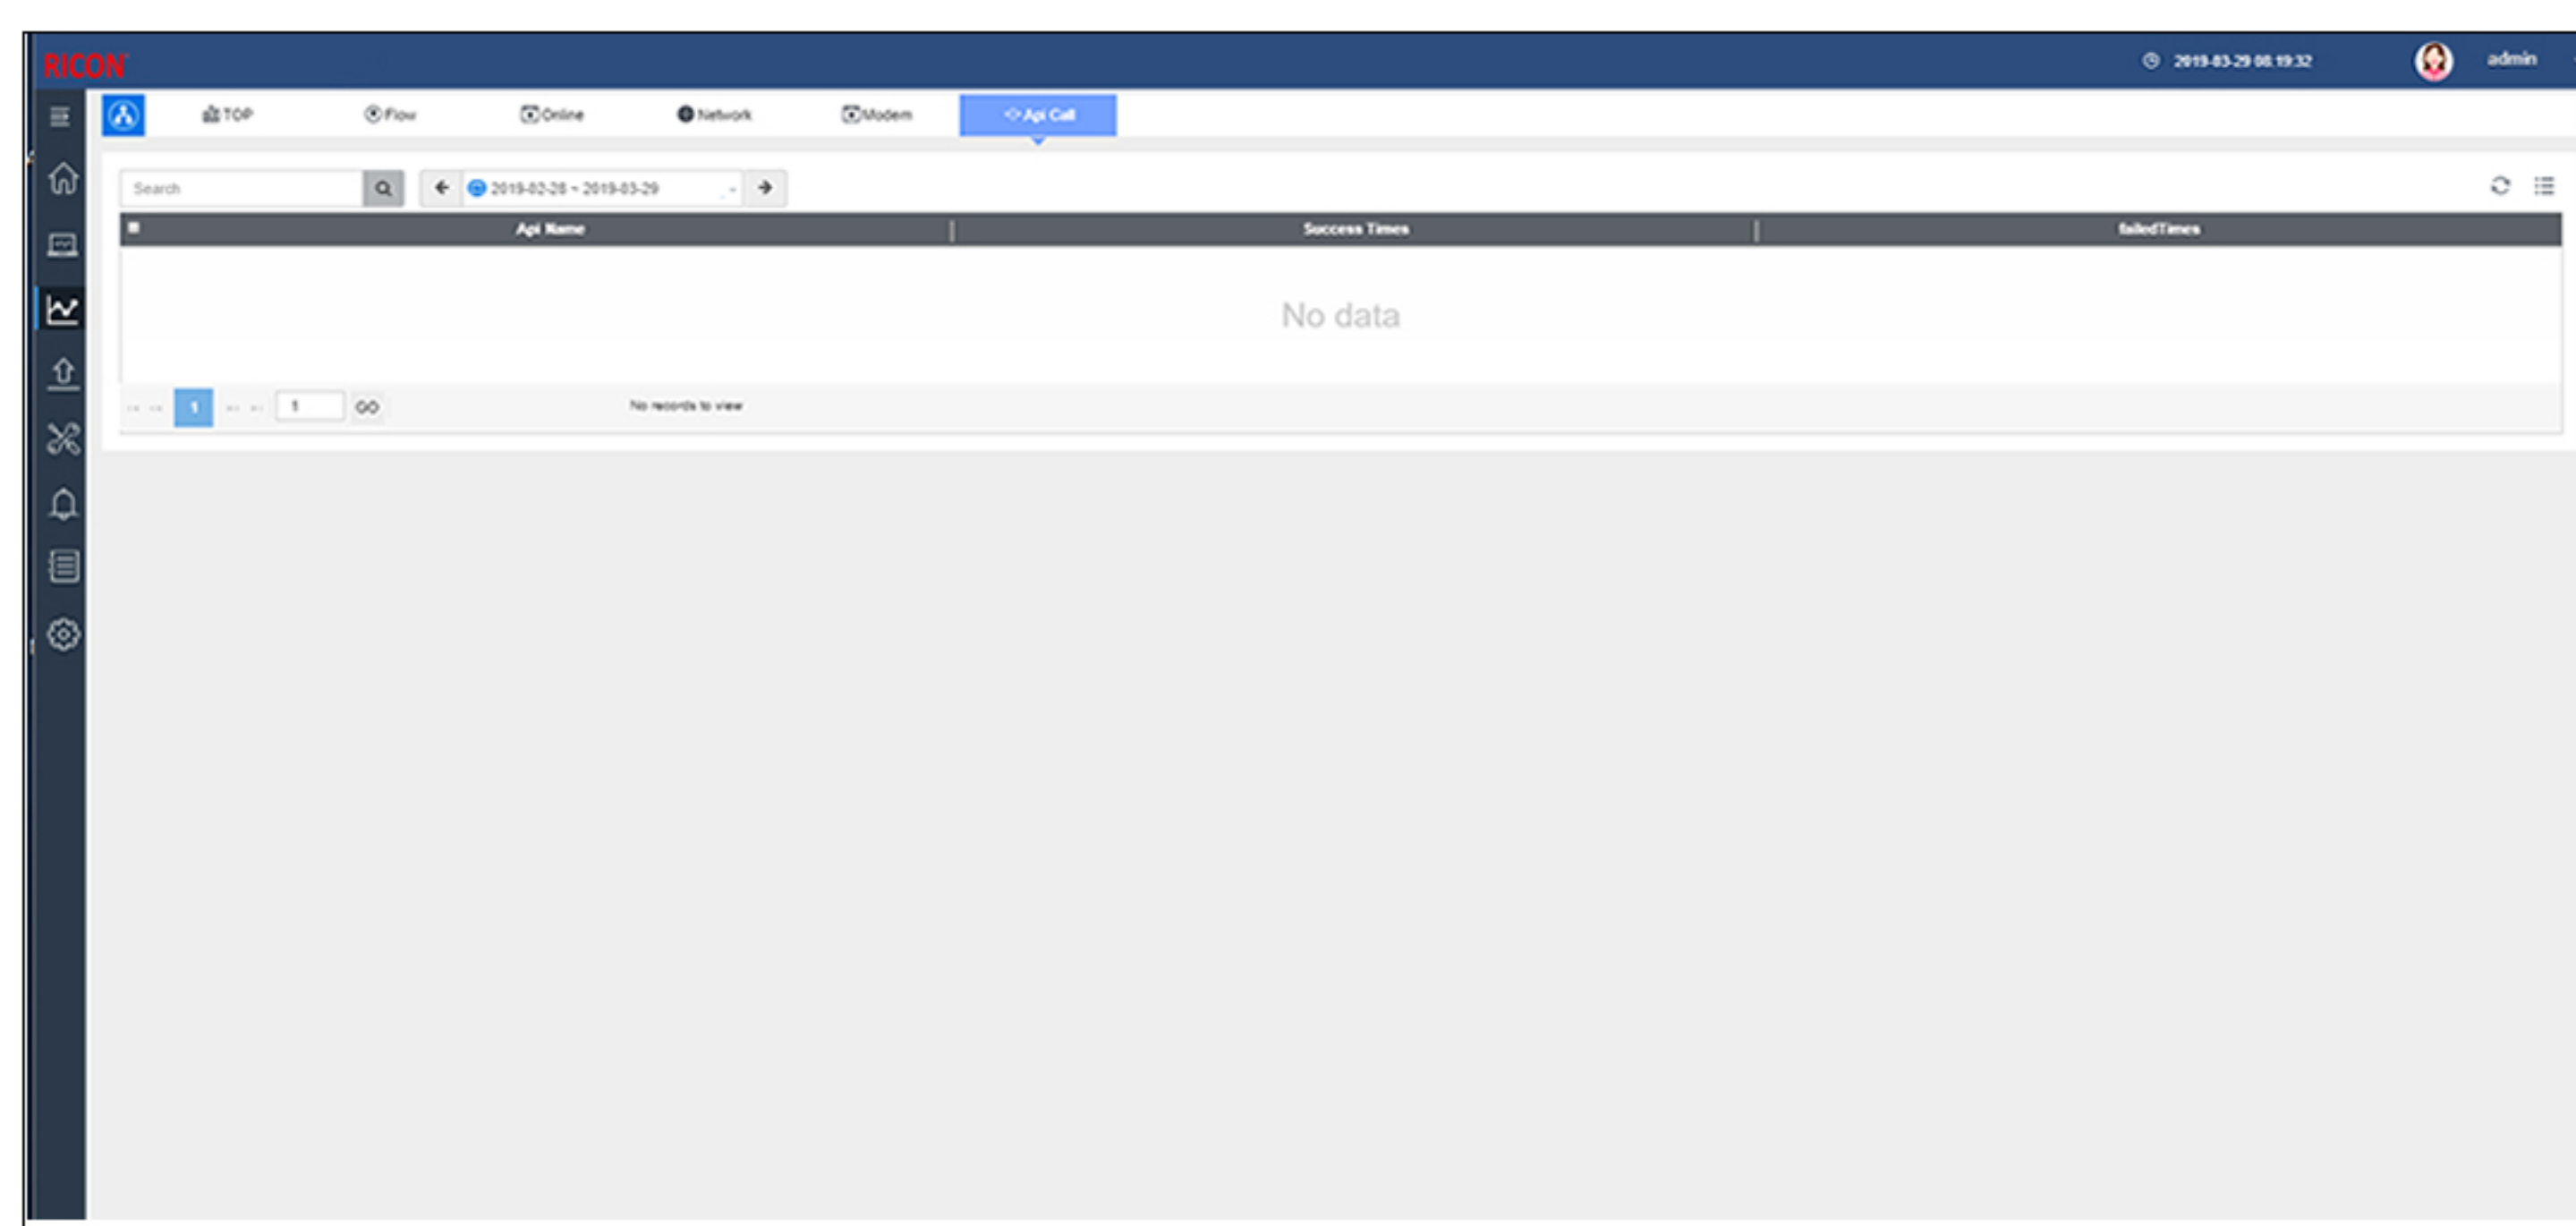 RICON
2019-03-29 08:19:32 admin
TOP Flow Online Network Modem Api Call
Search 2019-02-28 ~ 2019-03-29
Api Name Success Times failedTimes
No data
1 1 GO No records to view